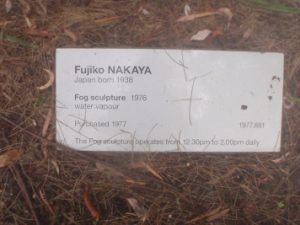 Fujiko NAKAYA
Japan born 1938
Fog sculpture 1976
water vapour
Purchased 1977 1977.881
The Fog sculpture operates from 12.30pm to 2.00pm daily